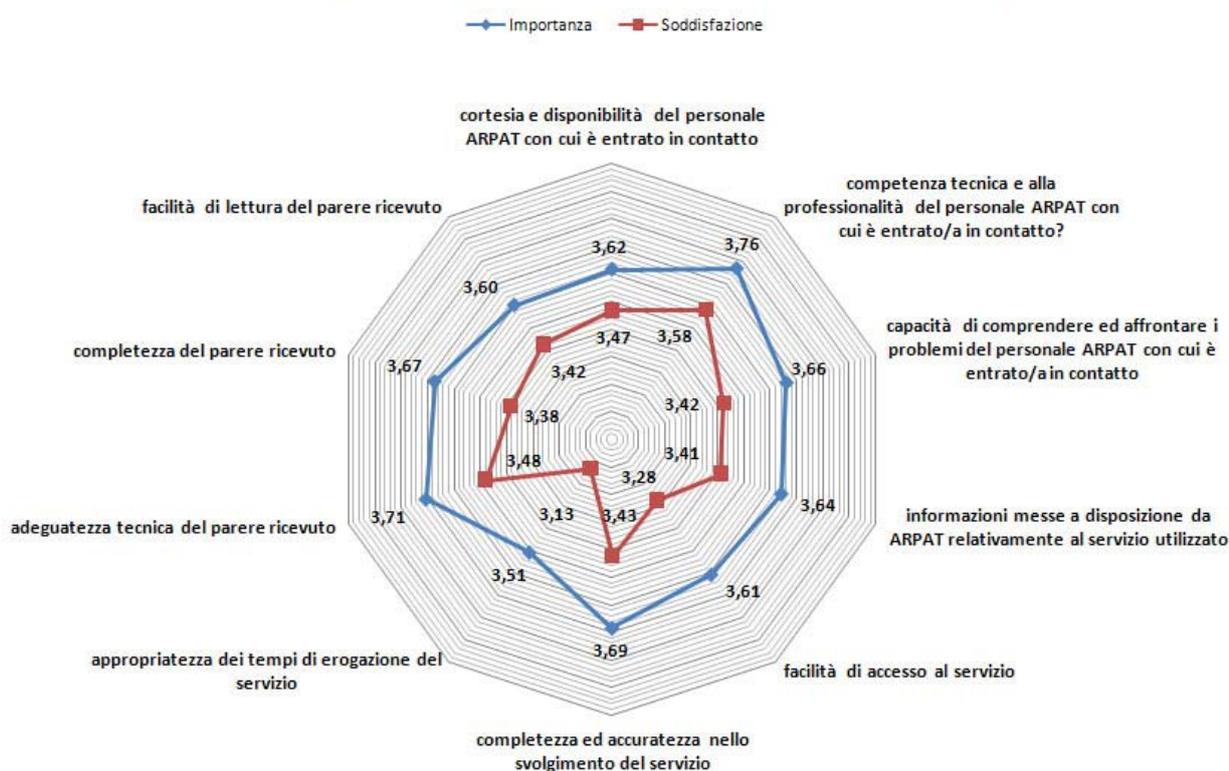 Importanza
Soddisfazione
cortesia e disponibilità del personale
ARPAT con cui è entrato in contatto
competenza tecnica e alla
professionalità del personale ARPAT con
cui è entrato/a in contatto?
capacità di comprendere ed affrontare i
problemi del personale ARPAT con cui è
entrato/a in contatto
informazioni messe a disposizione da
ARPAT relativamente al servizio utilizzato
facilità di accesso al servizio
completezza ed accuratezza nello
svolgimento del servizio
appropriatezza dei tempi di erogazione del
servizio
adeguatezza tecnica del parere ricevuto
completezza del parere ricevuto
facilità di lettura del parere ricevuto
3,62
3,76
3,66
3,64
3,61
3,69
3,51
3,71
3,67
3,60
3,47
3,58
3,42
3,41
3,28
3,43
3,13
3,48
3,38
3,42